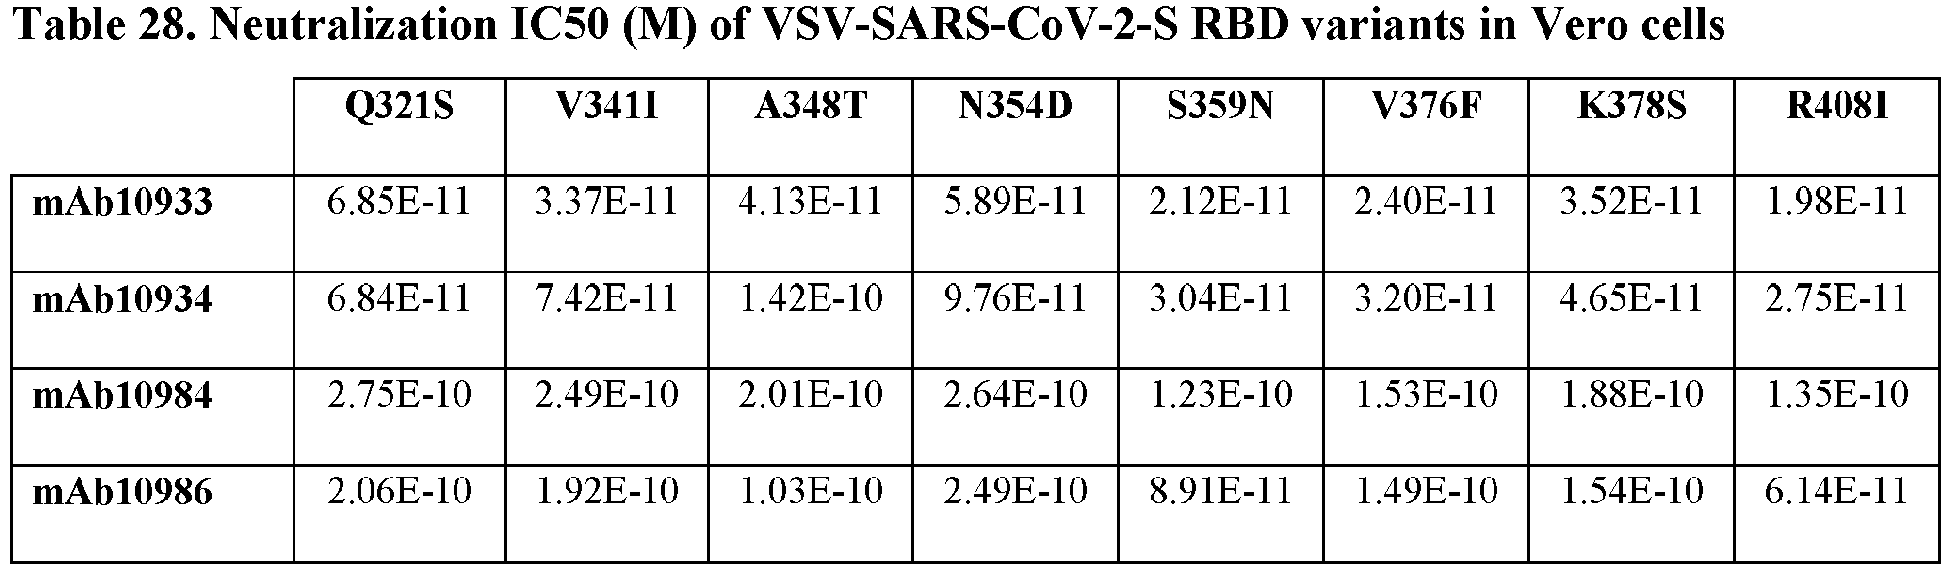 Table 28. Neutralization IC50 (M) of VSV-SARS-CoV-2-S RBD variants in Vero cells
Q321S V341I A348T N354D S359N V376F K378S R408I
mAb10933 6.85E-11 3.37E-11 4.13E-11 5.89E-11 2.12E-11 2.40E-11 3.52E-11 1.98E-11
mAb10934 6.84E-11 7.42E-11 1.42E-10 9.76E-11 3.04E-11 3.20E-11 4.65E-11 2.75E-11
mAb10984 2.75E-10 2.49E-10 2.01E-10 2.64E-10 1.23E-10 1.53E-10 1.88E-10 1.35E-10
mAb10986 2.06E-10 1.92E-10 1.03E-10 2.49E-10 8.91E-11 1.49E-10 1.54E-10 6.14E-11